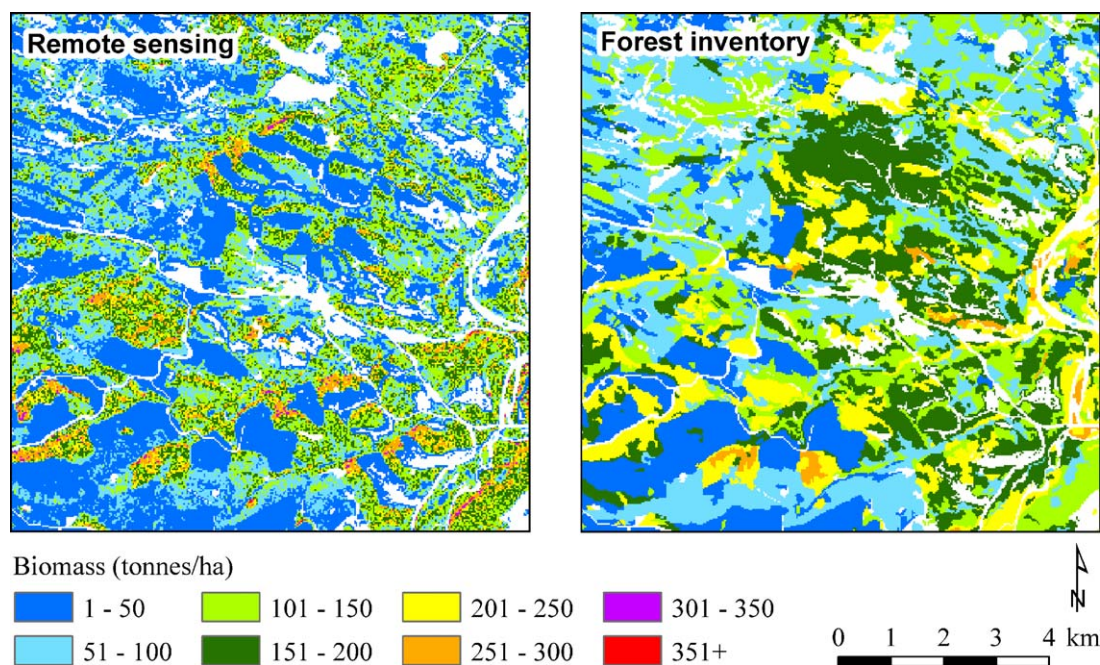 Remote sensing
Forest inventory
Biomass (tonnes/ha)
1 - 50
101 - 150
201 - 250
301 - 350
51 - 100
151 - 200
251 - 300
351+
0 1 2 3 4 km